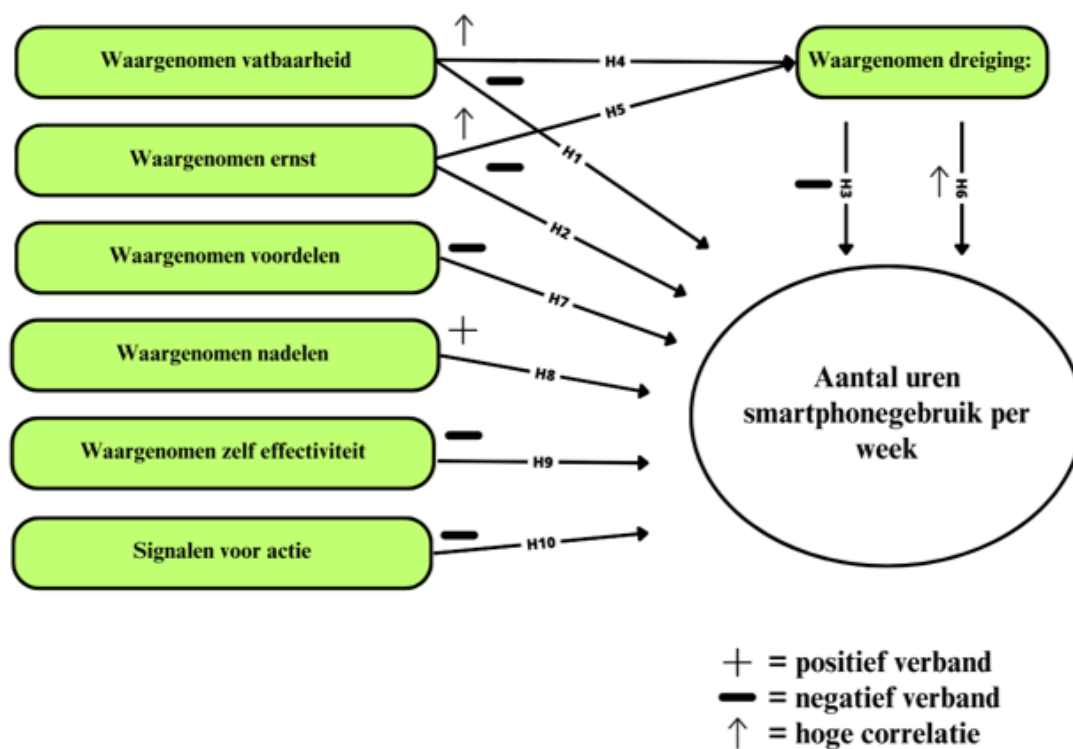 Waargenomen vatbaarheid
H4
Waargenomen dreiging:
H5
Waargenomen ernst
H1
H3
H6
H2
Waargenomen voordelen
H7
Waargenomen nadelen
H8
Aantal uren
smartphonegebruik per
week
Waargenomen zelf effectiviteit
H9
Signalen voor actie
H10
+ = positief verband
− = negatief verband
↑ = hoge correlatie